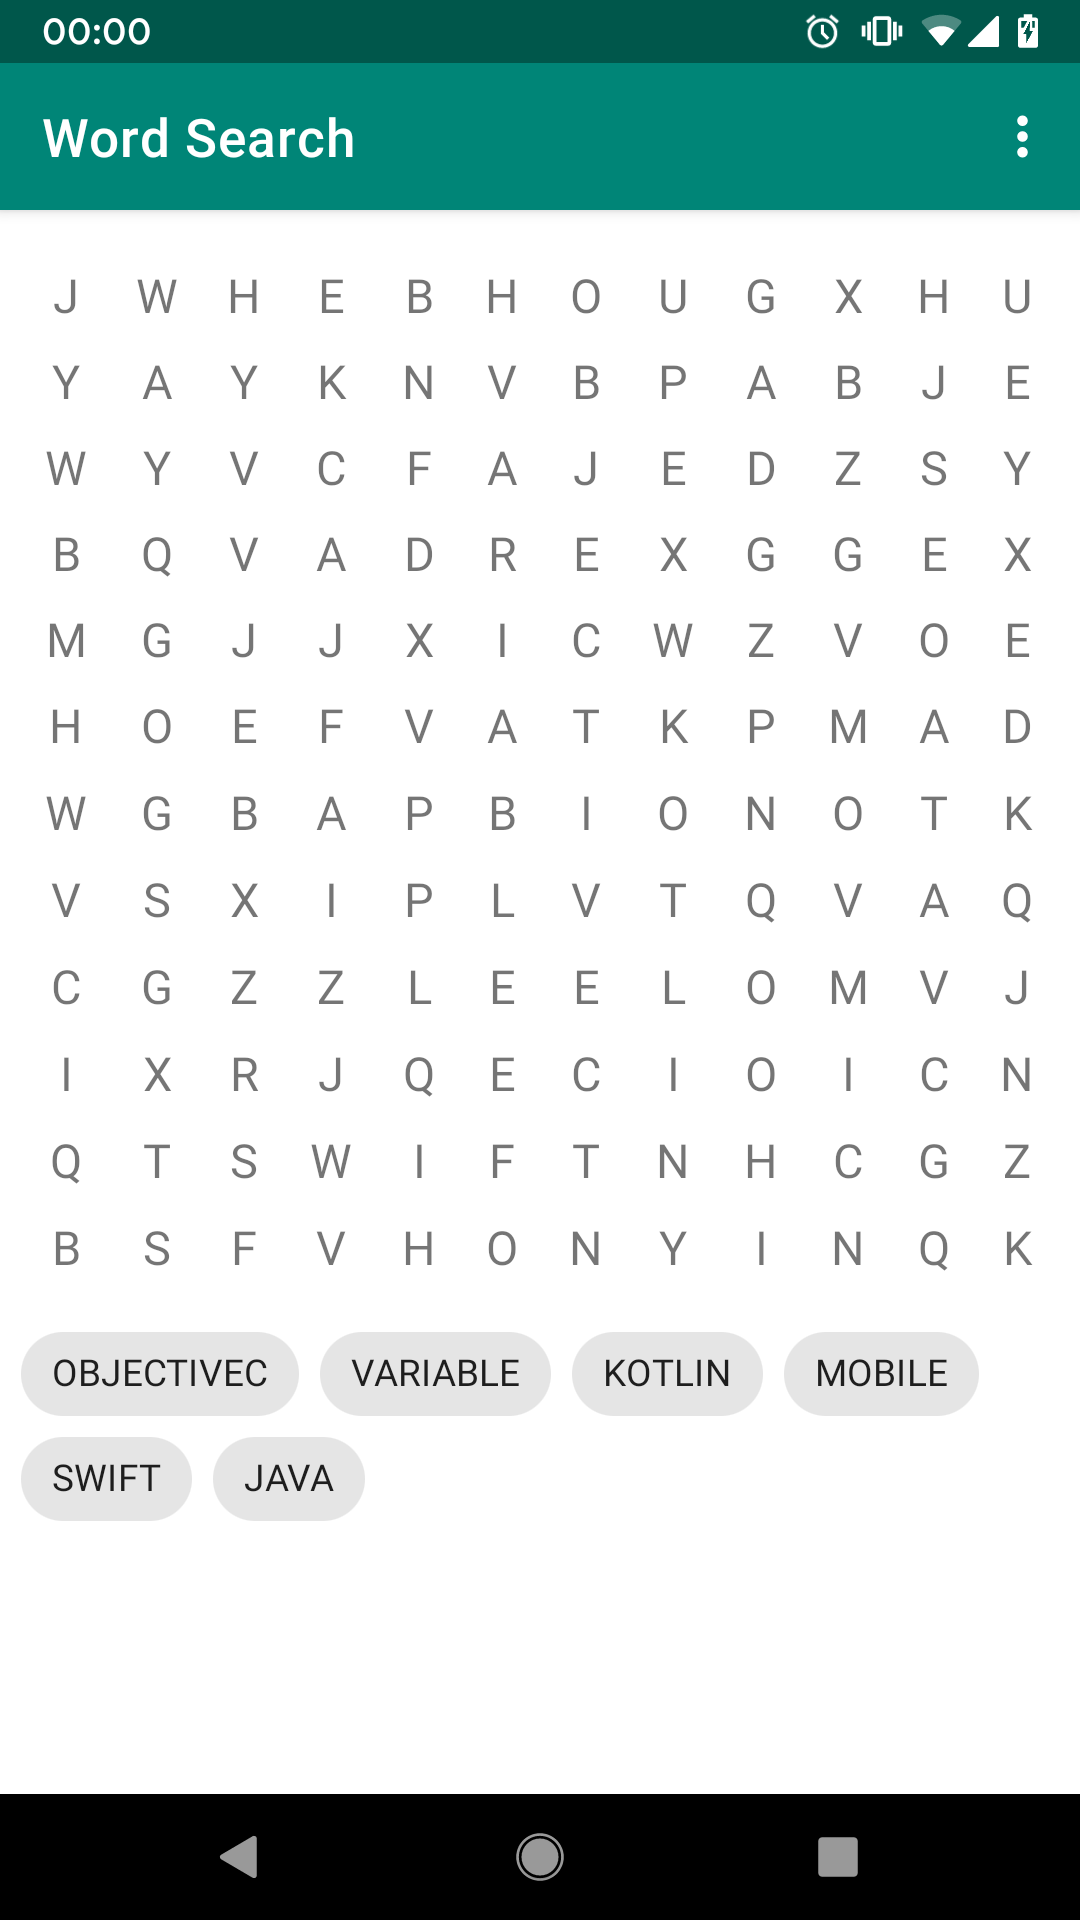 00:00
Word Search
J W H E B H O U G X H U
Y A Y K N V B P A B J E
W Y V C F A J E D Z S Y
B Q V A D R E X G G E X
M G J J X I C W Z V O E
H O E F V A T K P M A D
W G B A P B I O N O T K
V S X I P L V T Q V A Q
C G Z Z L E E L O M V J
I X R J Q E C I O I C N
Q T S W I F T N H C G Z
B S F V H O N Y I N Q K
OBJECTIVEC VARIABLE KOTLIN MOBILE
SWIFT JAVA